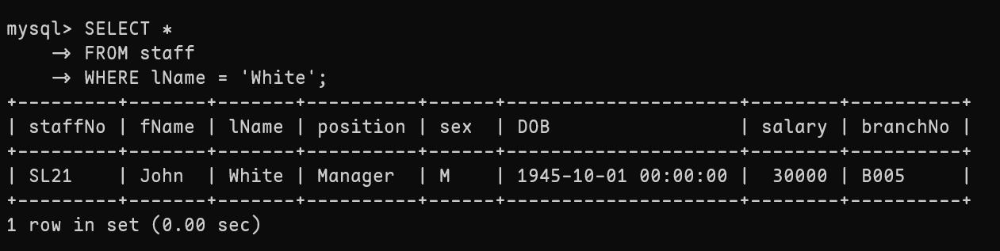 mysql> SELECT *
    -> FROM staff
    -> WHERE lName = 'White';
+---------+-------+-------+----------+------+---------------------+--------+----------+
| staffNo | fName | lName | position | sex  | DOB                 | salary | branchNo |
+---------+-------+-------+----------+------+---------------------+--------+----------+
| SL21    | John  | White | Manager  | M    | 1945-10-01 00:00:00 |  30000 | B005     |
+---------+-------+-------+----------+------+---------------------+--------+----------+
1 row in set (0.00 sec)